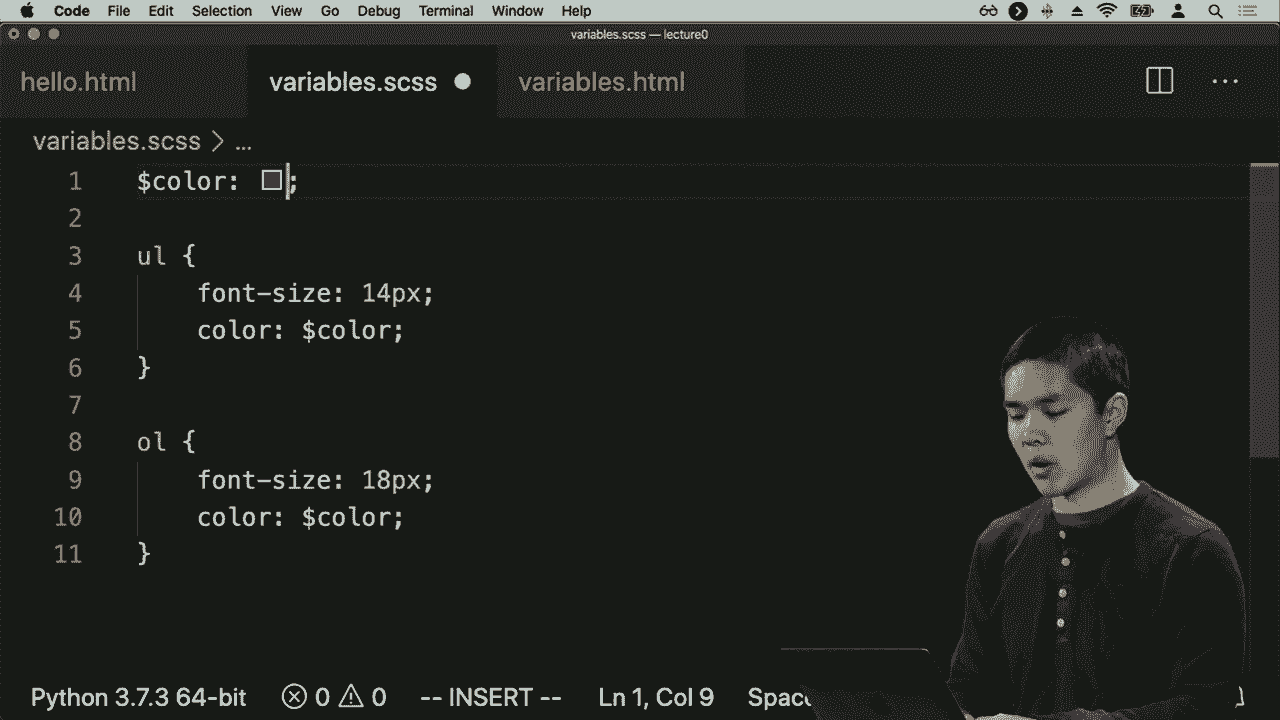 Code File Edit Selection View Go Debug Terminal Window Help
variables.scss — lecture0
hello.html variables.scss variables.html
variables.scss > ...
1 $color: ;
2
3 ul {
4 font-size: 14px;
5 color: $color;
6 }
7
8 ol {
9 font-size: 18px;
10 color: $color;
11 }
Python 3.7.3 64-bit 0 0 -- INSERT -- Ln 1, Col 9